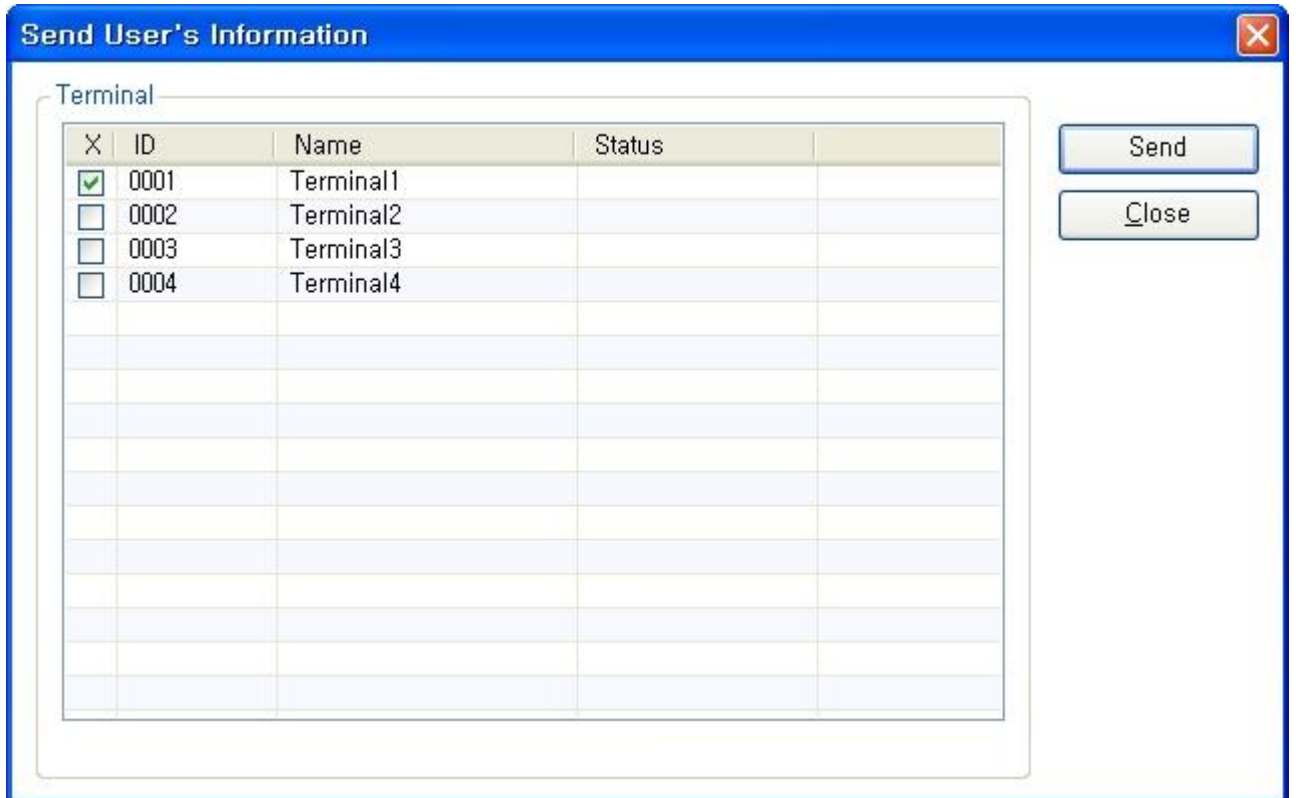 Send User's Information
Terminal
X ID Name Status
0001 Terminal1
0002 Terminal2
0003 Terminal3
0004 Terminal4
Send
Close